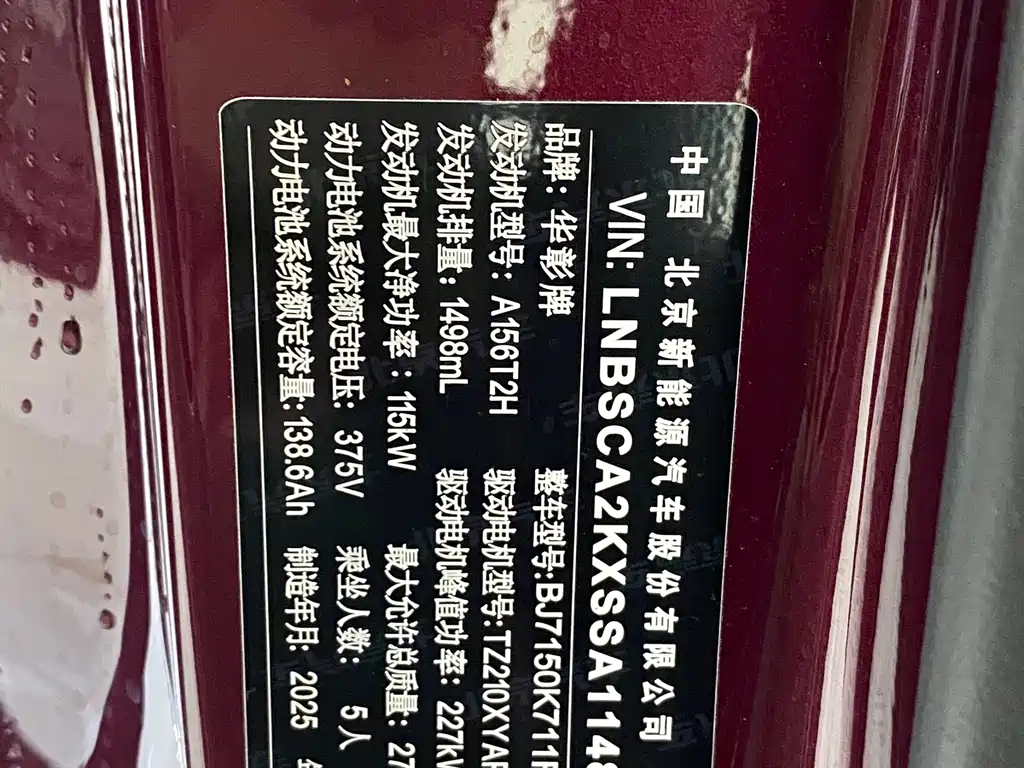 中国 北京新能源汽车股份有限公司
VIN: LNBSCA2KXSSA114
品牌: 华彰牌 整车型号:BJ7150K711
发动机型号: A156T2H 驱动电机型号:TZ210XYA
发动机排量: 1498mL 驱动电机峰值功率: 227k
发动机最大净功率: 115kW 最大允许总质量: 27
动力电池系统额定电压: 375V 乘坐人数: 5人
动力电池系统额定容量: 138.6Ah 制造年月: 2025